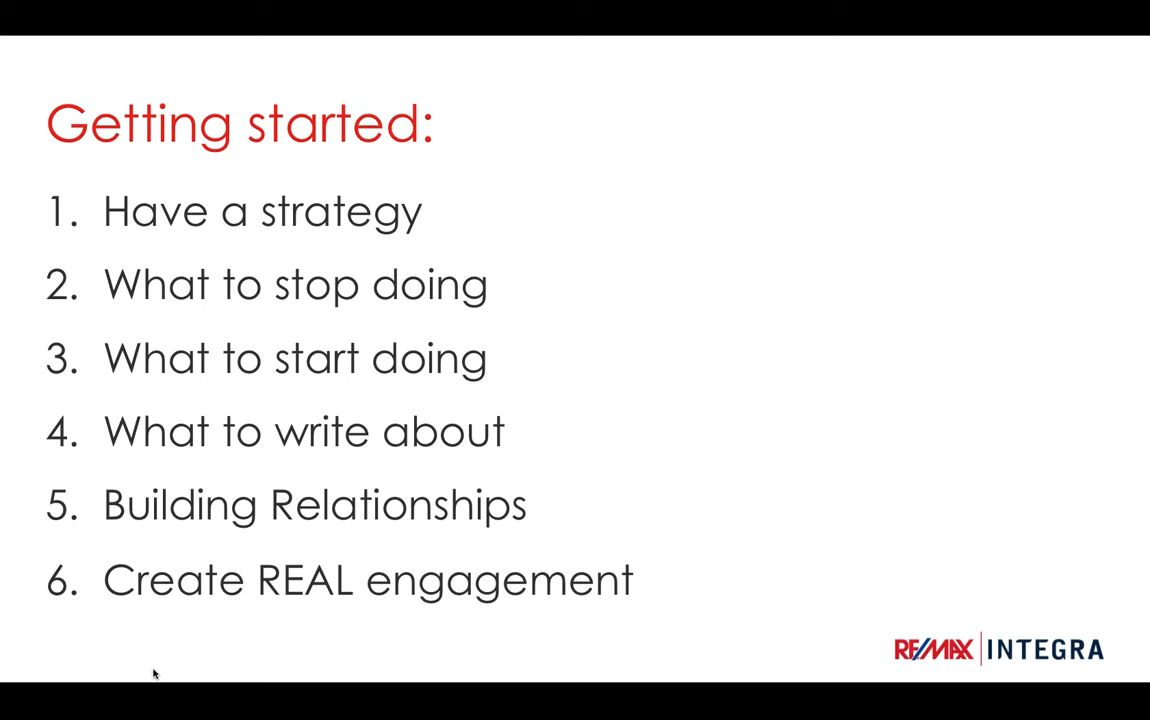 Getting started:
1. Have a strategy
2. What to stop doing
3. What to start doing
4. What to write about
5. Building Relationships
6. Create REAL engagement
RE/MAX INTEGRA